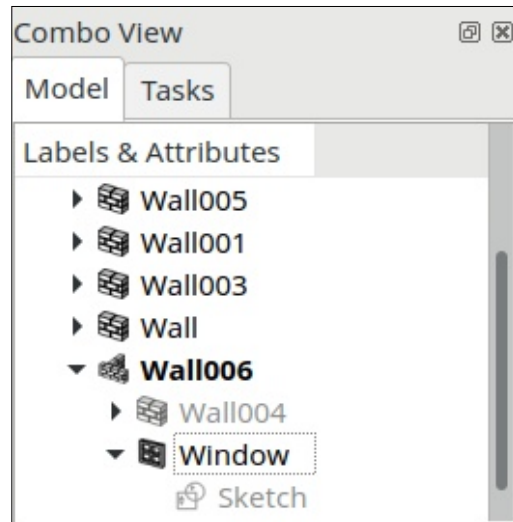 Combo View
Model Tasks
Labels & Attributes
Wall005
Wall001
Wall003
Wall
Wall006
Wall004
Window
Sketch